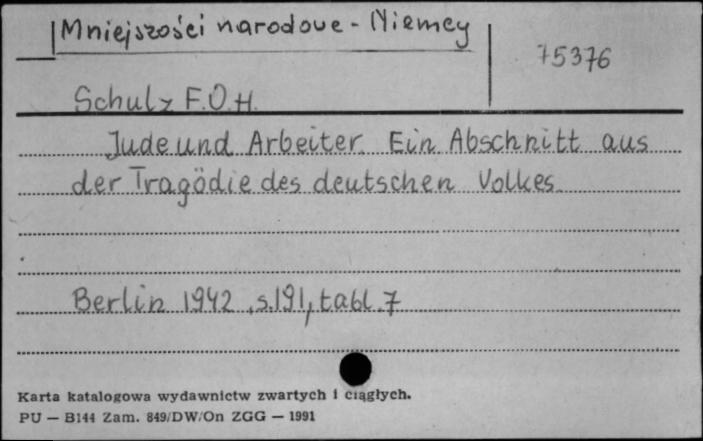 Mniejszości narodowe - Niemcy
75376
Schulz F.O.H.
Jude und Arbeiter. Ein Abschnitt aus
der Tragödie des deutschen Volkes.
Berlin 1942, s.191, tabl. 7
Karta katalogowa wydawnictw zwartych i ciągłych.
PU — B144 Zam. 849/DW/On ZGG — 1991